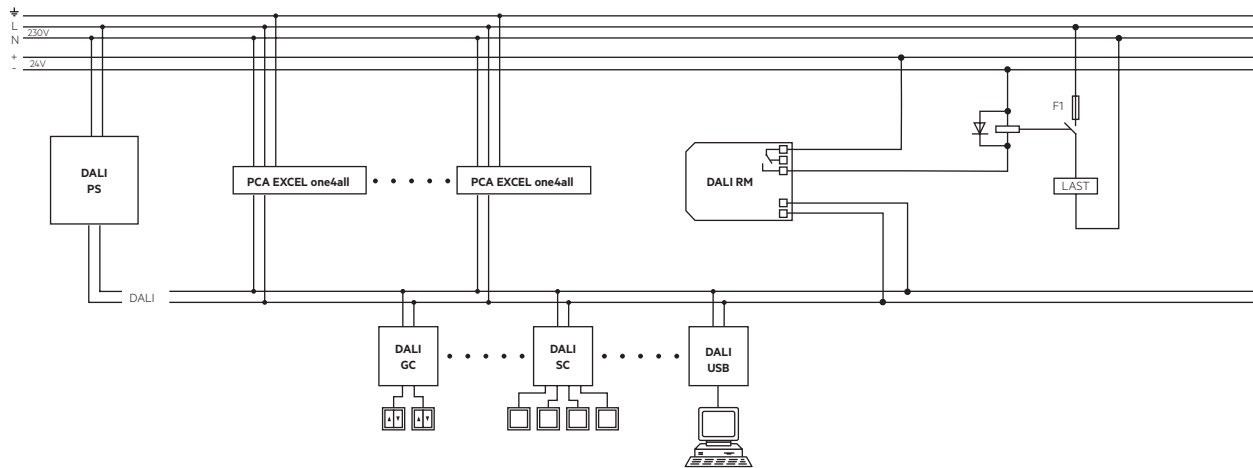 L
N
230V
+
-
24V
F1
DALI
PS
PCA EXCEL one4all
PCA EXCEL one4all
DALI RM
LAST
DALI
DALI
GC
DALI
SC
DALI
USB